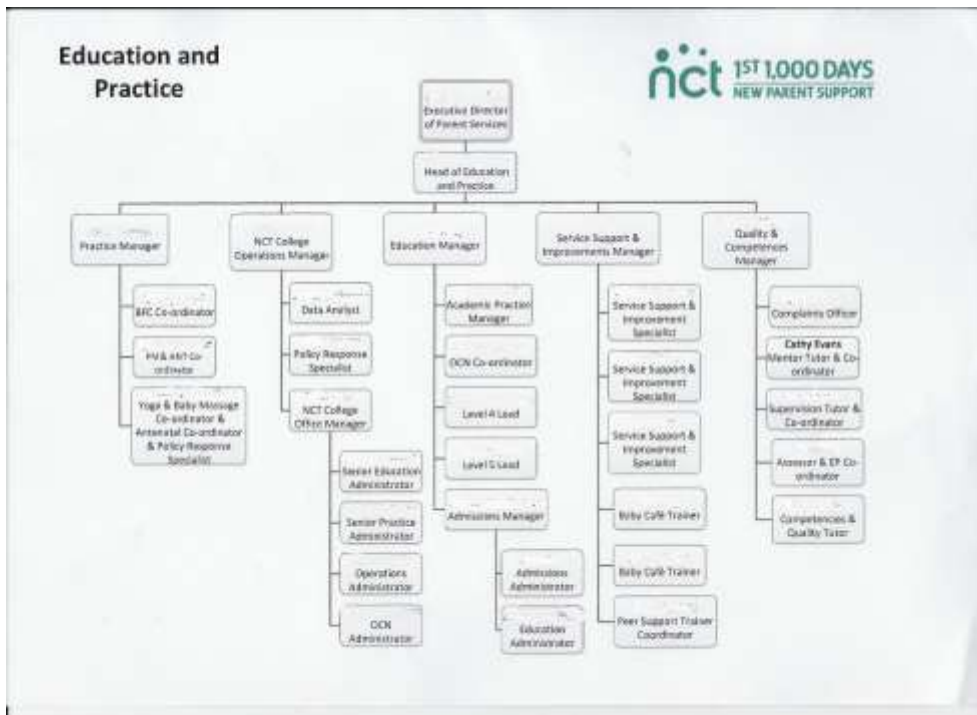 Education and
Practice
nct
1ST 1,000 DAYS
NEW PARENT SUPPORT
Executive Director
of Parent Services
Head of Education
and Practice
Practice Manager
NCT College
Operations Manager
Education Manager
Service Support &
Improvements Manager
Quality &
Competences
Manager
BFC Co-ordinator
PN & ANT Co-
ordinator
Yoga & Baby Massage
Co-ordinator &
Antenatal Co-ordinator
& Policy Response
Specialist
Data Analyst
Policy Response
Specialist
NCT College
Office Manager
Senior Education
Administrator
Senior Practice
Administrator
Operations
Administrator
OCN
Administrator
Academic Practice
Manager
OCN Co-ordinator
Level 4 Lead
Level 5 Lead
Admissions Manager
Admissions
Administrator
Education
Administrator
Service Support &
Improvement
Specialist
Service Support &
Improvement
Specialist
Service Support &
Improvement
Specialist
Baby Café Trainer
Baby Café Trainer
Peer Support Trainer
Coordinator
Complaints Officer
Cathy Evans
Mentor Tutor & Co-
ordinator
Supervision Tutor &
Co-ordinator
Assessor & EP Co-
ordinator
Competencies &
Quality Tutor